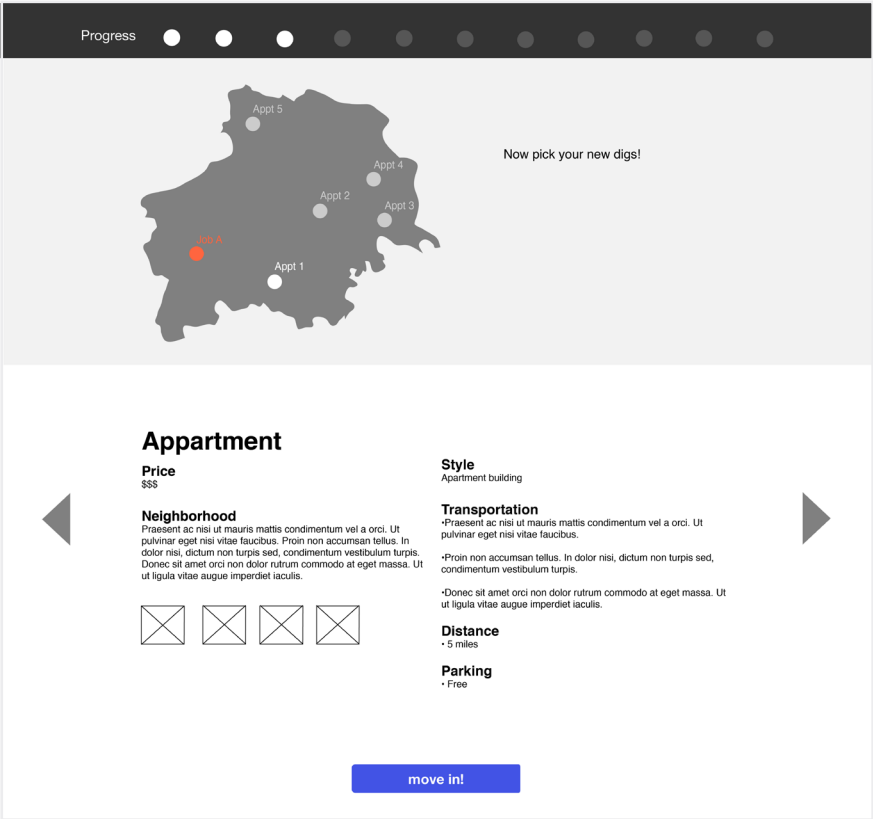 Progress
Appt 5
Now pick your new digs!
Appt 4
Appt 2
Appt 3
Job A
Appt 1
Appartment
Price
$$$
Neighborhood
Praesent ac nisi ut mauris mattis condimentum vel a orci. Ut
pulvinar eget nisi vitae faucibus. Proin non accumsan tellus. In
dolor nisi, dictum non turpis sed, condimentum vestibulum turpis.
Donec sit amet orci non dolor rutrum commodo at eget massa. Ut
ut ligula vitae augue imperdiet iaculis.
Style
Apartment building
Transportation
•Praesent ac nisi ut mauris mattis condimentum vel a orci. Ut
pulvinar eget nisi vitae faucibus.
•Proin non accumsan tellus. In dolor nisi, dictum non turpis sed,
condimentum vestibulum turpis.
•Donec sit amet orci non dolor rutrum commodo at eget massa. Ut
ut ligula vitae augue imperdiet iaculis.
Distance
• 5 miles
Parking
• Free
move in!